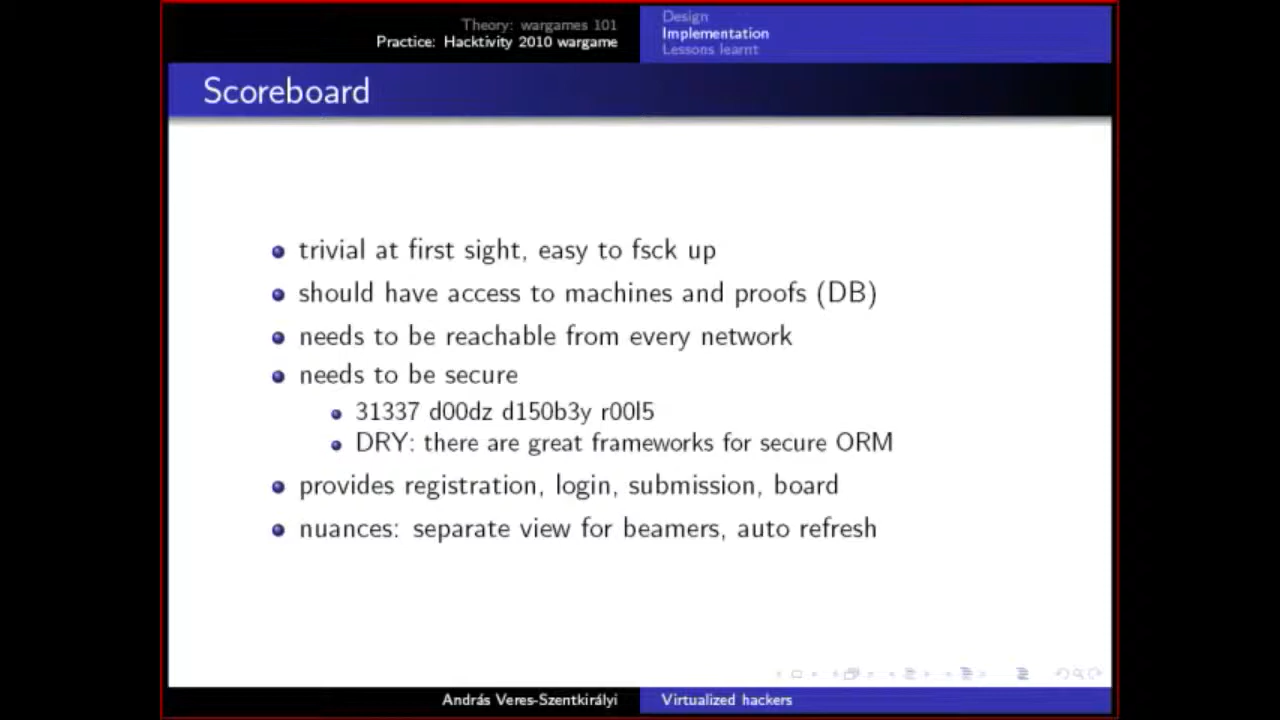 Theory: wargames 101
Practice: Hacktivity 2010 wargame
Design
Implementation
Lessons learnt
Scoreboard
trivial at first sight, easy to fsck up
should have access to machines and proofs (DB)
needs to be reachable from every network
needs to be secure
31337 d00dz d150b3y r00l5
DRY: there are great frameworks for secure ORM
provides registration, login, submission, board
nuances: separate view for beamers, auto refresh
András Veres-Szentkirályi
Virtualized hackers